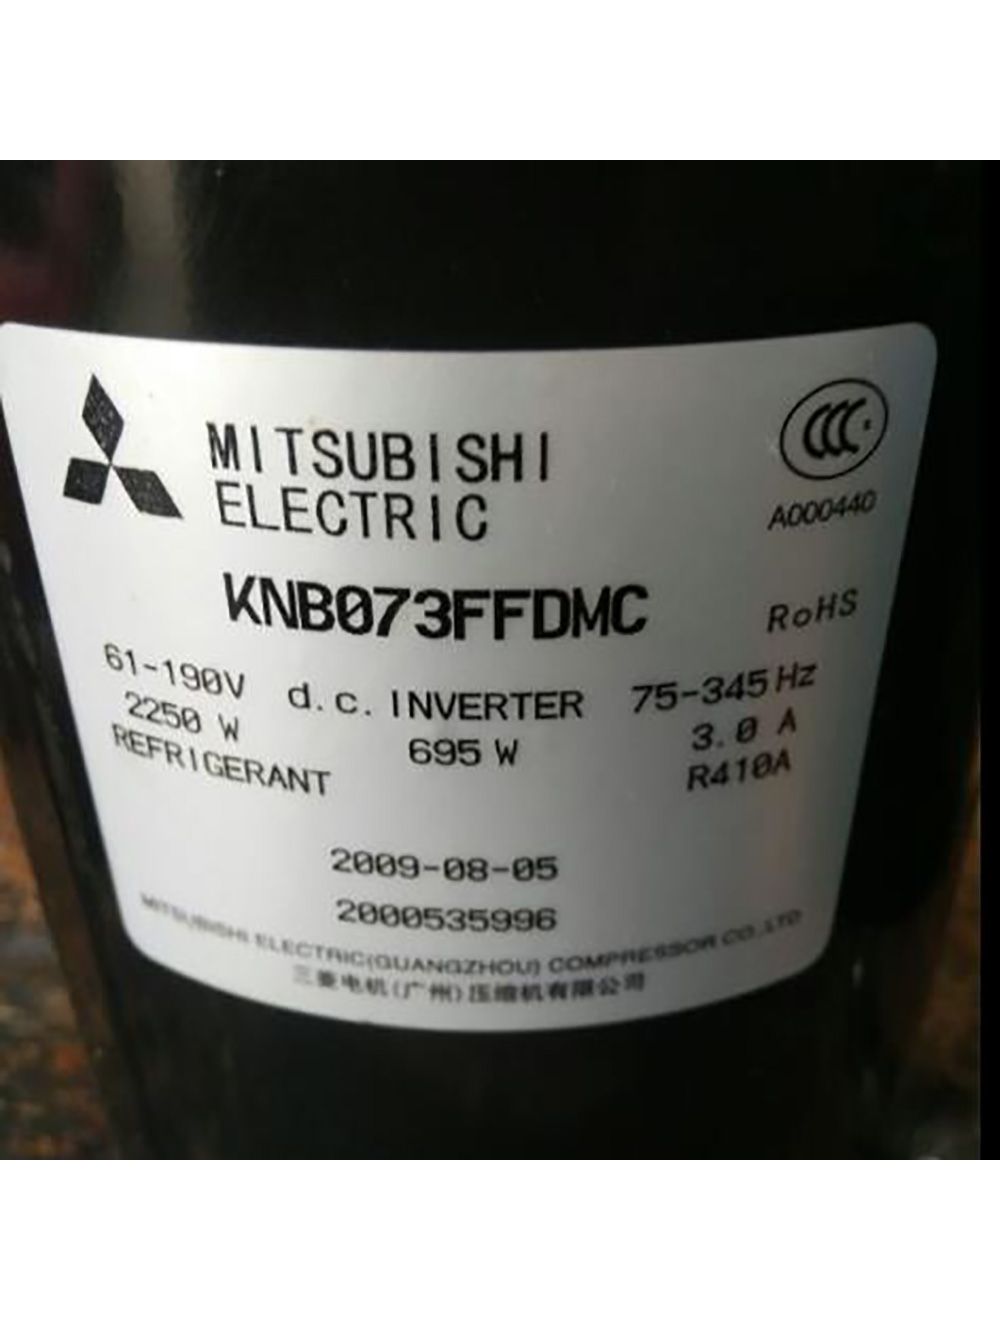 MITSUBISHI
ELECTRIC
CCC
A000440
KNB073FFDMC
RoHS
61-190V d.c. INVERTER 75-345Hz
2250 W 695 W 3.0 A
REFRIGERANT R410A
2009-08-05
2000535996
MITSUBISHI ELECTRIC(GUANGZHOU) COMPRESSOR CO.,LTD
三菱电机(广州)压缩机有限公司